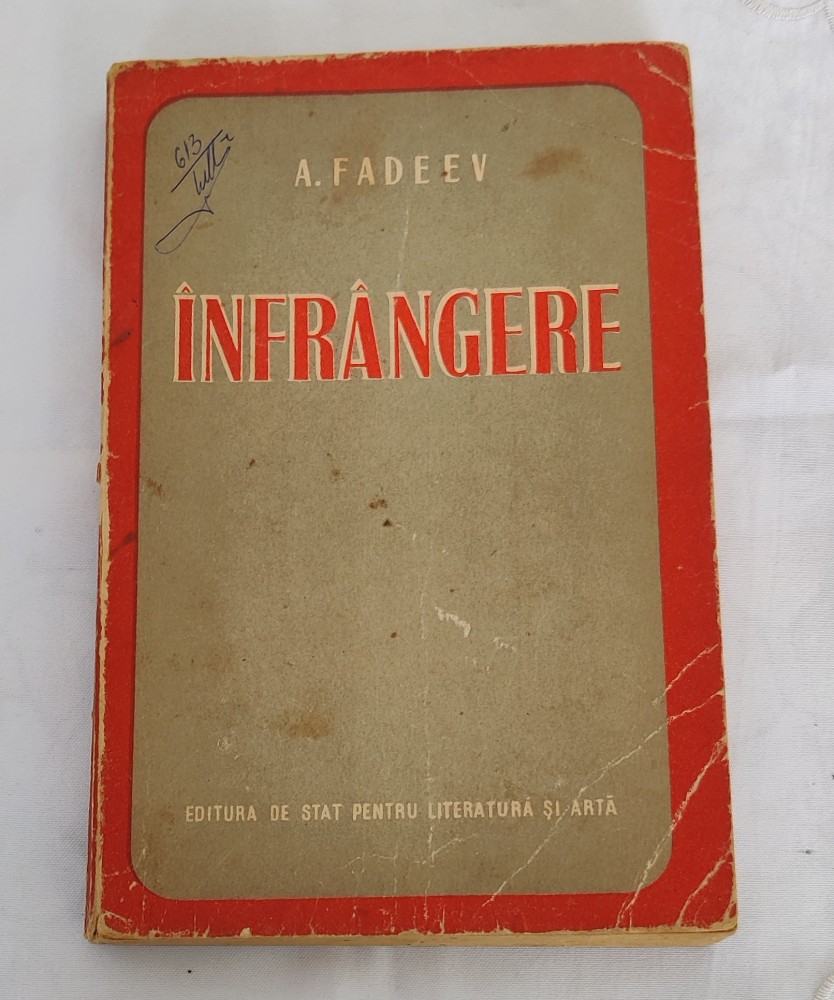 613
A. FADEEV
ÎNFRÂNGERE
EDITURA DE STAT PENTRU LITERATURĂ ȘI ARTĂ